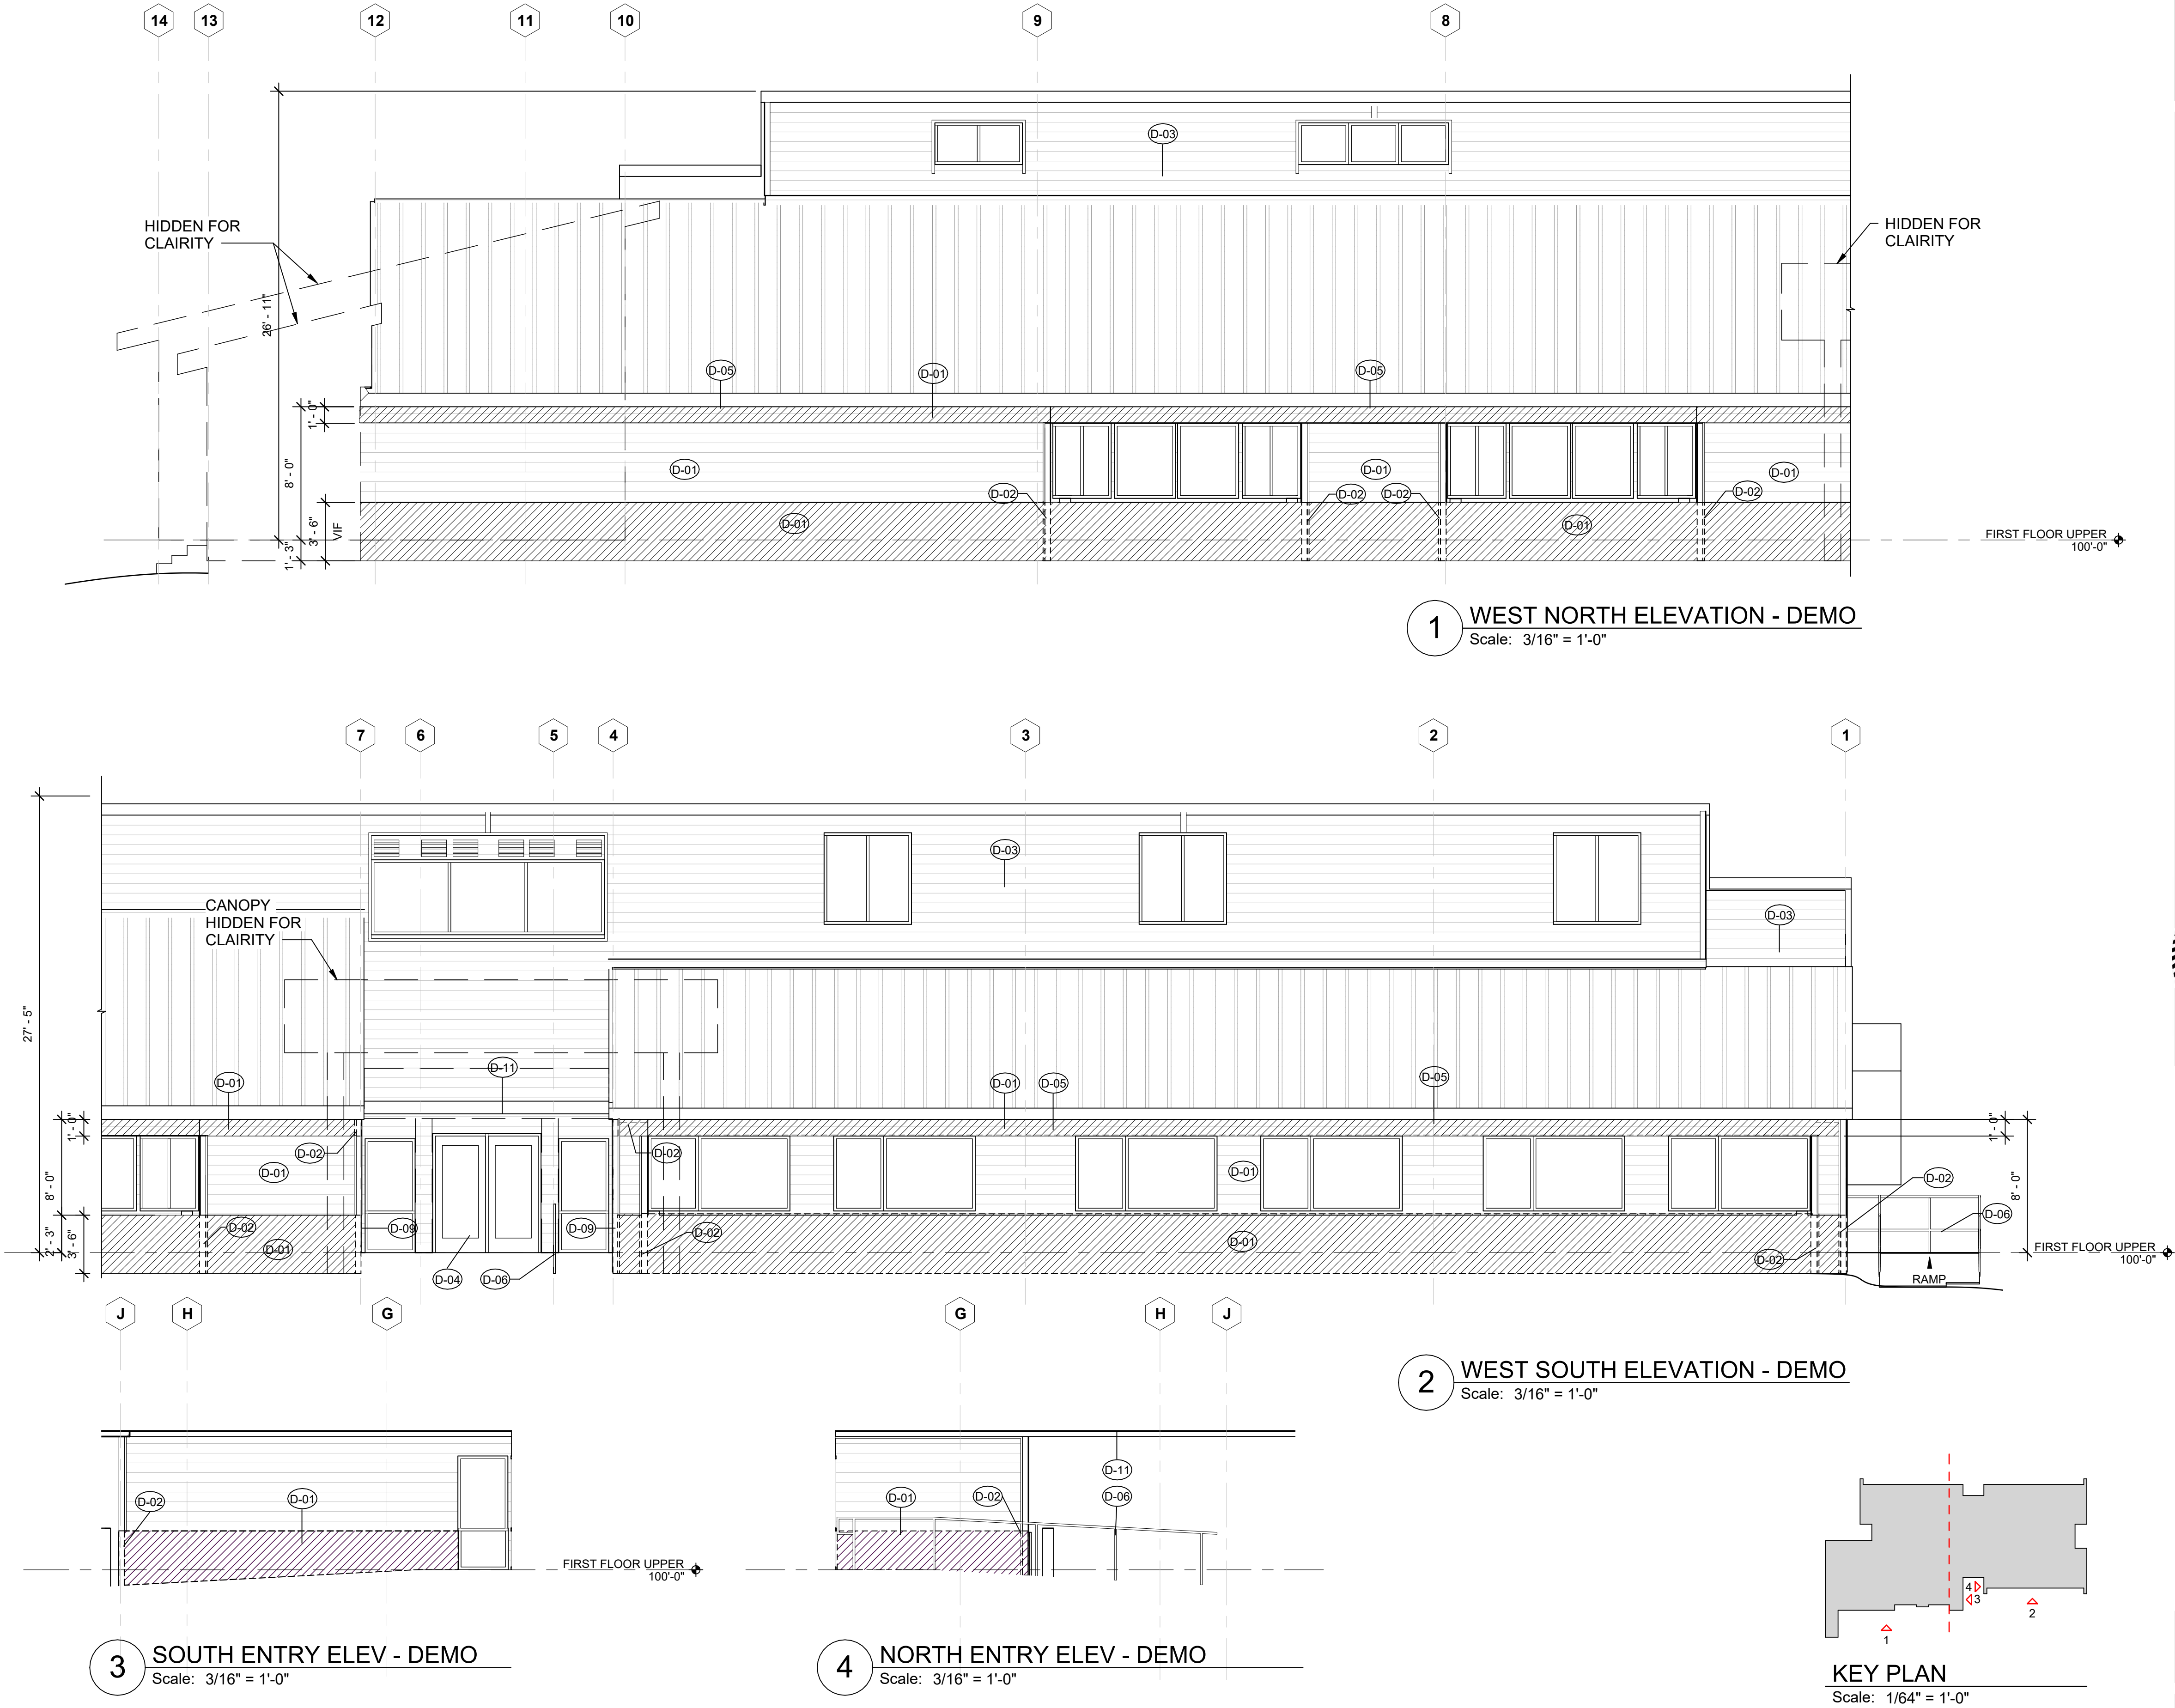 14
13
12
11
10
9
8
D-03
HIDDEN FOR
CLAIRITY
HIDDEN FOR
CLAIRITY
26' - 11"
D-05
D-01
D-05
1' - 0"
8' - 0"
D-01
D-01
D-01
D-02
D-02
D-02
D-02
3' - 6"
VIF
D-01
D-01
1' - 3"
FIRST FLOOR UPPER
100'-0"
1
WEST NORTH ELEVATION - DEMO
Scale: 3/16" = 1'-0"
7
6
5
4
3
2
1
D-03
CANOPY
HIDDEN FOR
CLAIRITY
D-03
27' - 5"
D-11
D-01
D-01
D-05
D-05
1' - 0"
1' - 0"
D-02
D-02
D-01
D-01
8' - 0"
8' - 0"
D-02
D-06
D-02
D-09
D-09
D-02
2' - 3"
3' - 6"
D-01
D-01
D-02
FIRST FLOOR UPPER
100'-0"
D-04
D-06
RAMP
2
WEST SOUTH ELEVATION - DEMO
Scale: 3/16" = 1'-0"
J
H
G
D-02
D-01
FIRST FLOOR UPPER
100'-0"
3
SOUTH ENTRY ELEV - DEMO
Scale: 3/16" = 1'-0"
G
H
J
D-11
D-01
D-02
D-06
4
NORTH ENTRY ELEV - DEMO
Scale: 3/16" = 1'-0"
4
3
2
1
KEY PLAN
Scale: 1/64" = 1'-0"